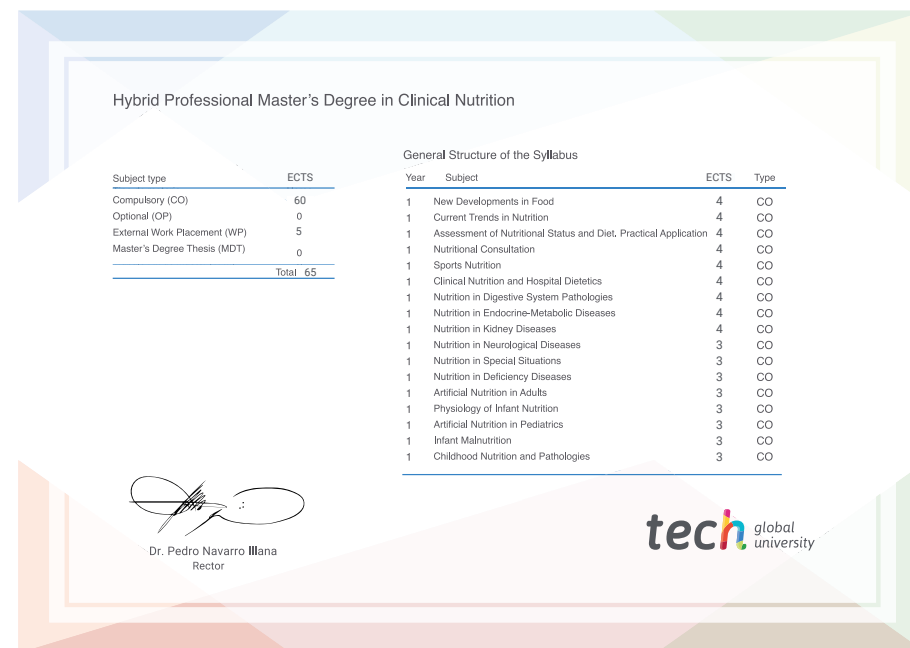 Hybrid Professional Master's Degree in Clinical Nutrition
Subject type ECTS
Compulsory (CO) 60
Optional (OP) 0
External Work Placement (WP) 5
Master's Degree Thesis (MDT) 0
Total 65
General Structure of the Syllabus
Year Subject ECTS Type
1 New Developments in Food 4 CO
1 Current Trends in Nutrition 4 CO
1 Assessment of Nutritional Status and Diet. Practical Application 4 CO
1 Nutritional Consultation 4 CO
1 Sports Nutrition 4 CO
1 Clinical Nutrition and Hospital Dietetics 4 CO
1 Nutrition in Digestive System Pathologies 4 CO
1 Nutrition in Endocrine-Metabolic Diseases 4 CO
1 Nutrition in Kidney Diseases 4 CO
1 Nutrition in Neurological Diseases 3 CO
1 Nutrition in Special Situations 3 CO
1 Nutrition in Deficiency Diseases 3 CO
1 Artificial Nutrition in Adults 3 CO
1 Physiology of Infant Nutrition 3 CO
1 Artificial Nutrition in Pediatrics 3 CO
1 Infant Malnutrition 3 CO
1 Childhood Nutrition and Pathologies 3 CO
Dr. Pedro Navarro Illana
Rector
tech global
university